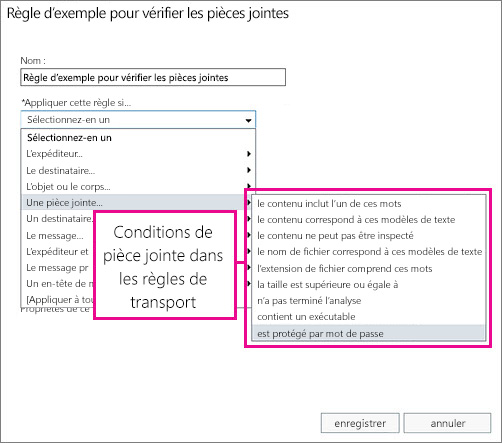 Règle d'exemple pour vérifier les pièces jointes
Nom :
Règle d'exemple pour vérifier les pièces jointes
*Appliquer cette règle si...
Sélectionnez-en un
Sélectionnez-en un
L'expéditeur...
Le destinataire...
L'objet ou le corps...
Une pièce jointe...
Un destinataire
Le message...
L'expéditeur et
Le message pr
Un en-tête de m
[Appliquer à tou
Propriétés de ce
Conditions de
pièce jointe dans
les règles de
transport
le contenu inclut l'un de ces mots
le contenu correspond à ces modèles de texte
le contenu ne peut pas être inspecté
le nom de fichier correspond à ces modèles de texte
l'extension de fichier comprend ces mots
la taille est supérieure ou égale à
n'a pas terminé l'analyse
contient un exécutable
est protégé par mot de passe
enregistrer
annuler